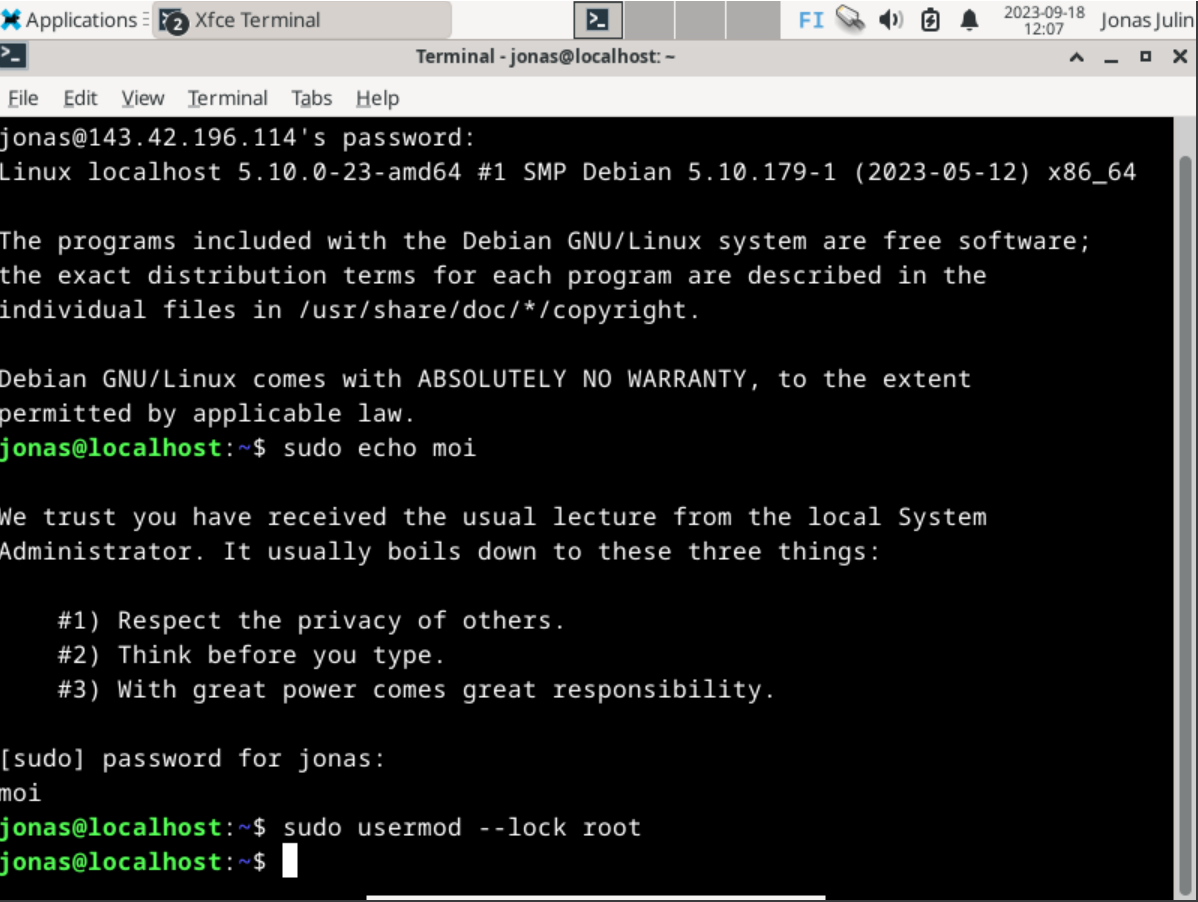 Applications
2 Xfce Terminal
FI
2023-09-18
12:07
Jonas Julin
Terminal - jonas@localhost: ~
File Edit View Terminal Tabs Help
jonas@143.42.196.114's password:
Linux localhost 5.10.0-23-amd64 #1 SMP Debian 5.10.179-1 (2023-05-12) x86_64
The programs included with the Debian GNU/Linux system are free software;
the exact distribution terms for each program are described in the
individual files in /usr/share/doc/*/copyright.
Debian GNU/Linux comes with ABSOLUTELY NO WARRANTY, to the extent
permitted by applicable law.
jonas@localhost:~$ sudo echo moi
We trust you have received the usual lecture from the local System
Administrator. It usually boils down to these three things:
#1) Respect the privacy of others.
#2) Think before you type.
#3) With great power comes great responsibility.
[sudo] password for jonas:
moi
jonas@localhost:~$ sudo usermod --lock root
jonas@localhost:~$